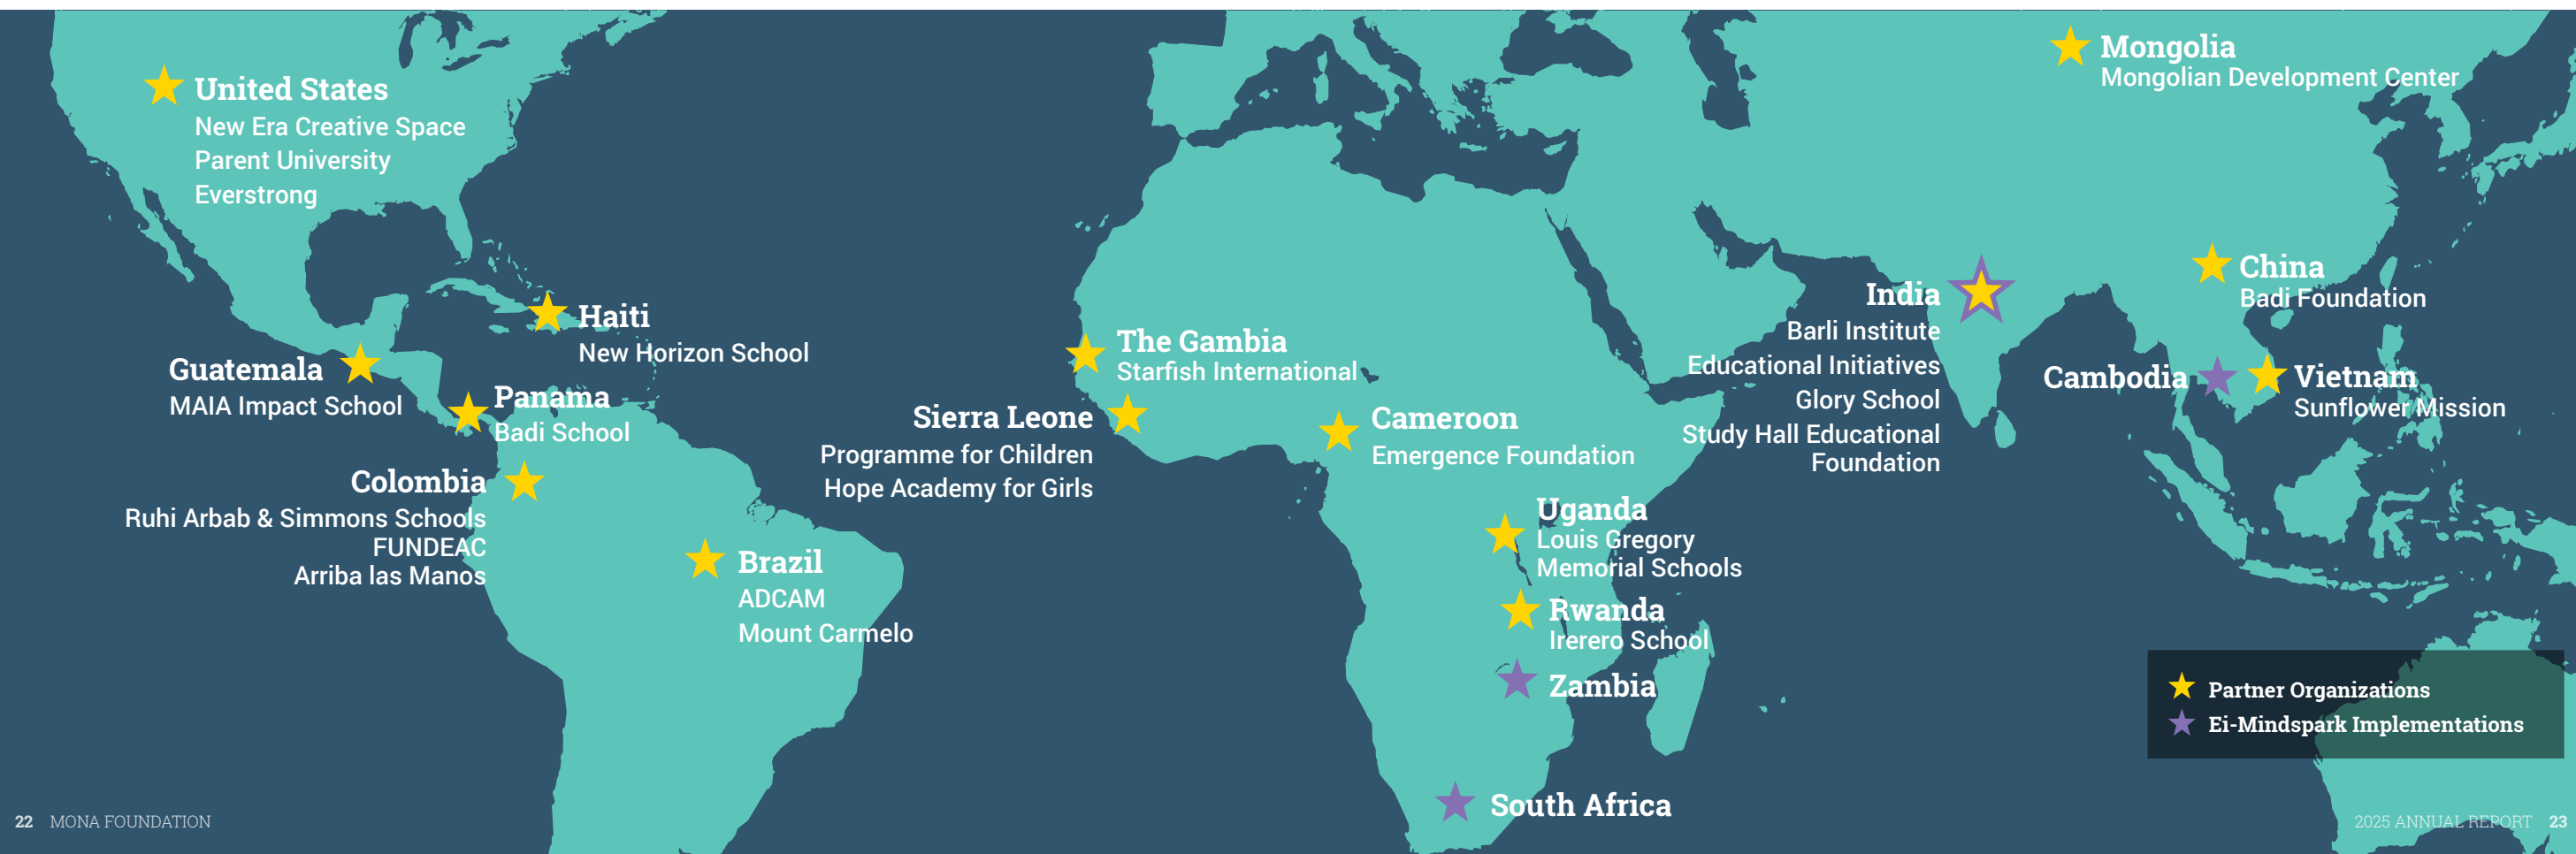 United States
New Era Creative Space
Parent University
Everstrong
Haiti
New Horizon School
Guatemala
MAIA Impact School
Panama
Badi School
Colombia
Ruhi Arbab & Simmons Schools
FUNDEAC
Arriba las Manos
Brazil
ADCAM
Mount Carmelo
The Gambia
Starfish International
Sierra Leone
Programme for Children
Hope Academy for Girls
Cameroon
Emergence Foundation
Uganda
Louis Gregory
Memorial Schools
Rwanda
Irerero School
Zambia
South Africa
Mongolia
Mongolian Development Center
India
Barli Institute
Educational Initiatives
Glory School
Study Hall Educational
Foundation
China
Badi Foundation
Cambodia
Vietnam
Sunflower Mission
Partner Organizations
Ei-Mindspark Implementations
22 MONA FOUNDATION
2025 ANNUAL REPORT 23